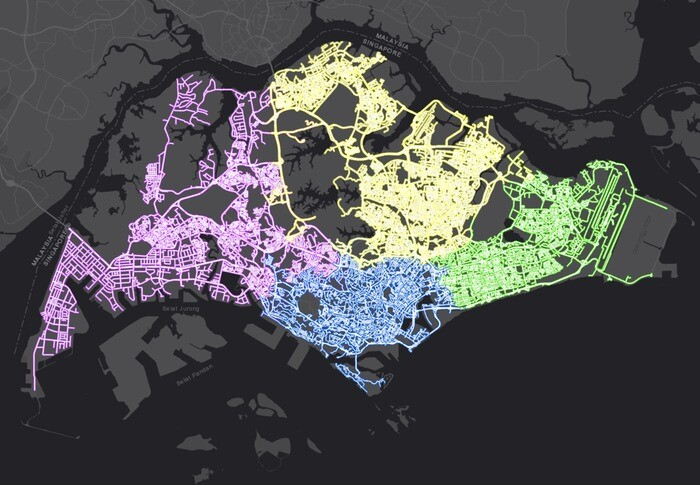 MALAYSIA
SINGAPORE
MALAYSIA
SINGAPORE
Selat Jurong
Selat Pandan